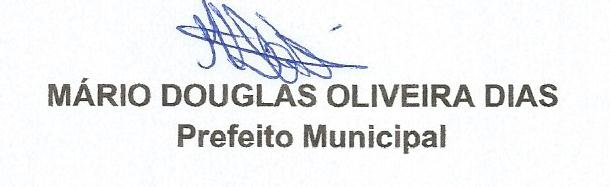 MÁRIO DOUGLAS OLIVEIRA DIAS
Prefeito Municipal